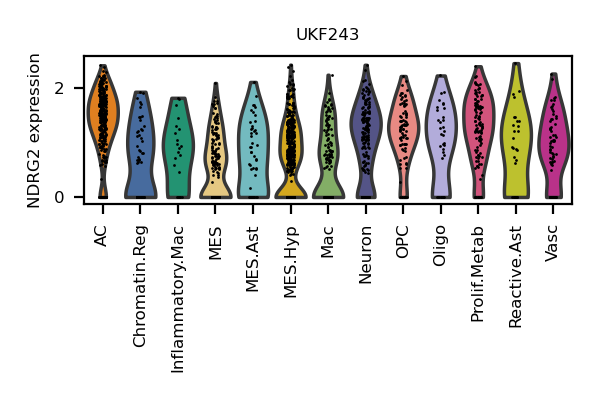 UKF243
NDRG2 expression
2
0
AC
Chromatin.Reg
Inflammatory.Mac
MES
MES.Ast
MES.Hyp
Mac
Neuron
OPC
Oligo
Prolif.Metab
Reactive.Ast
Vasc